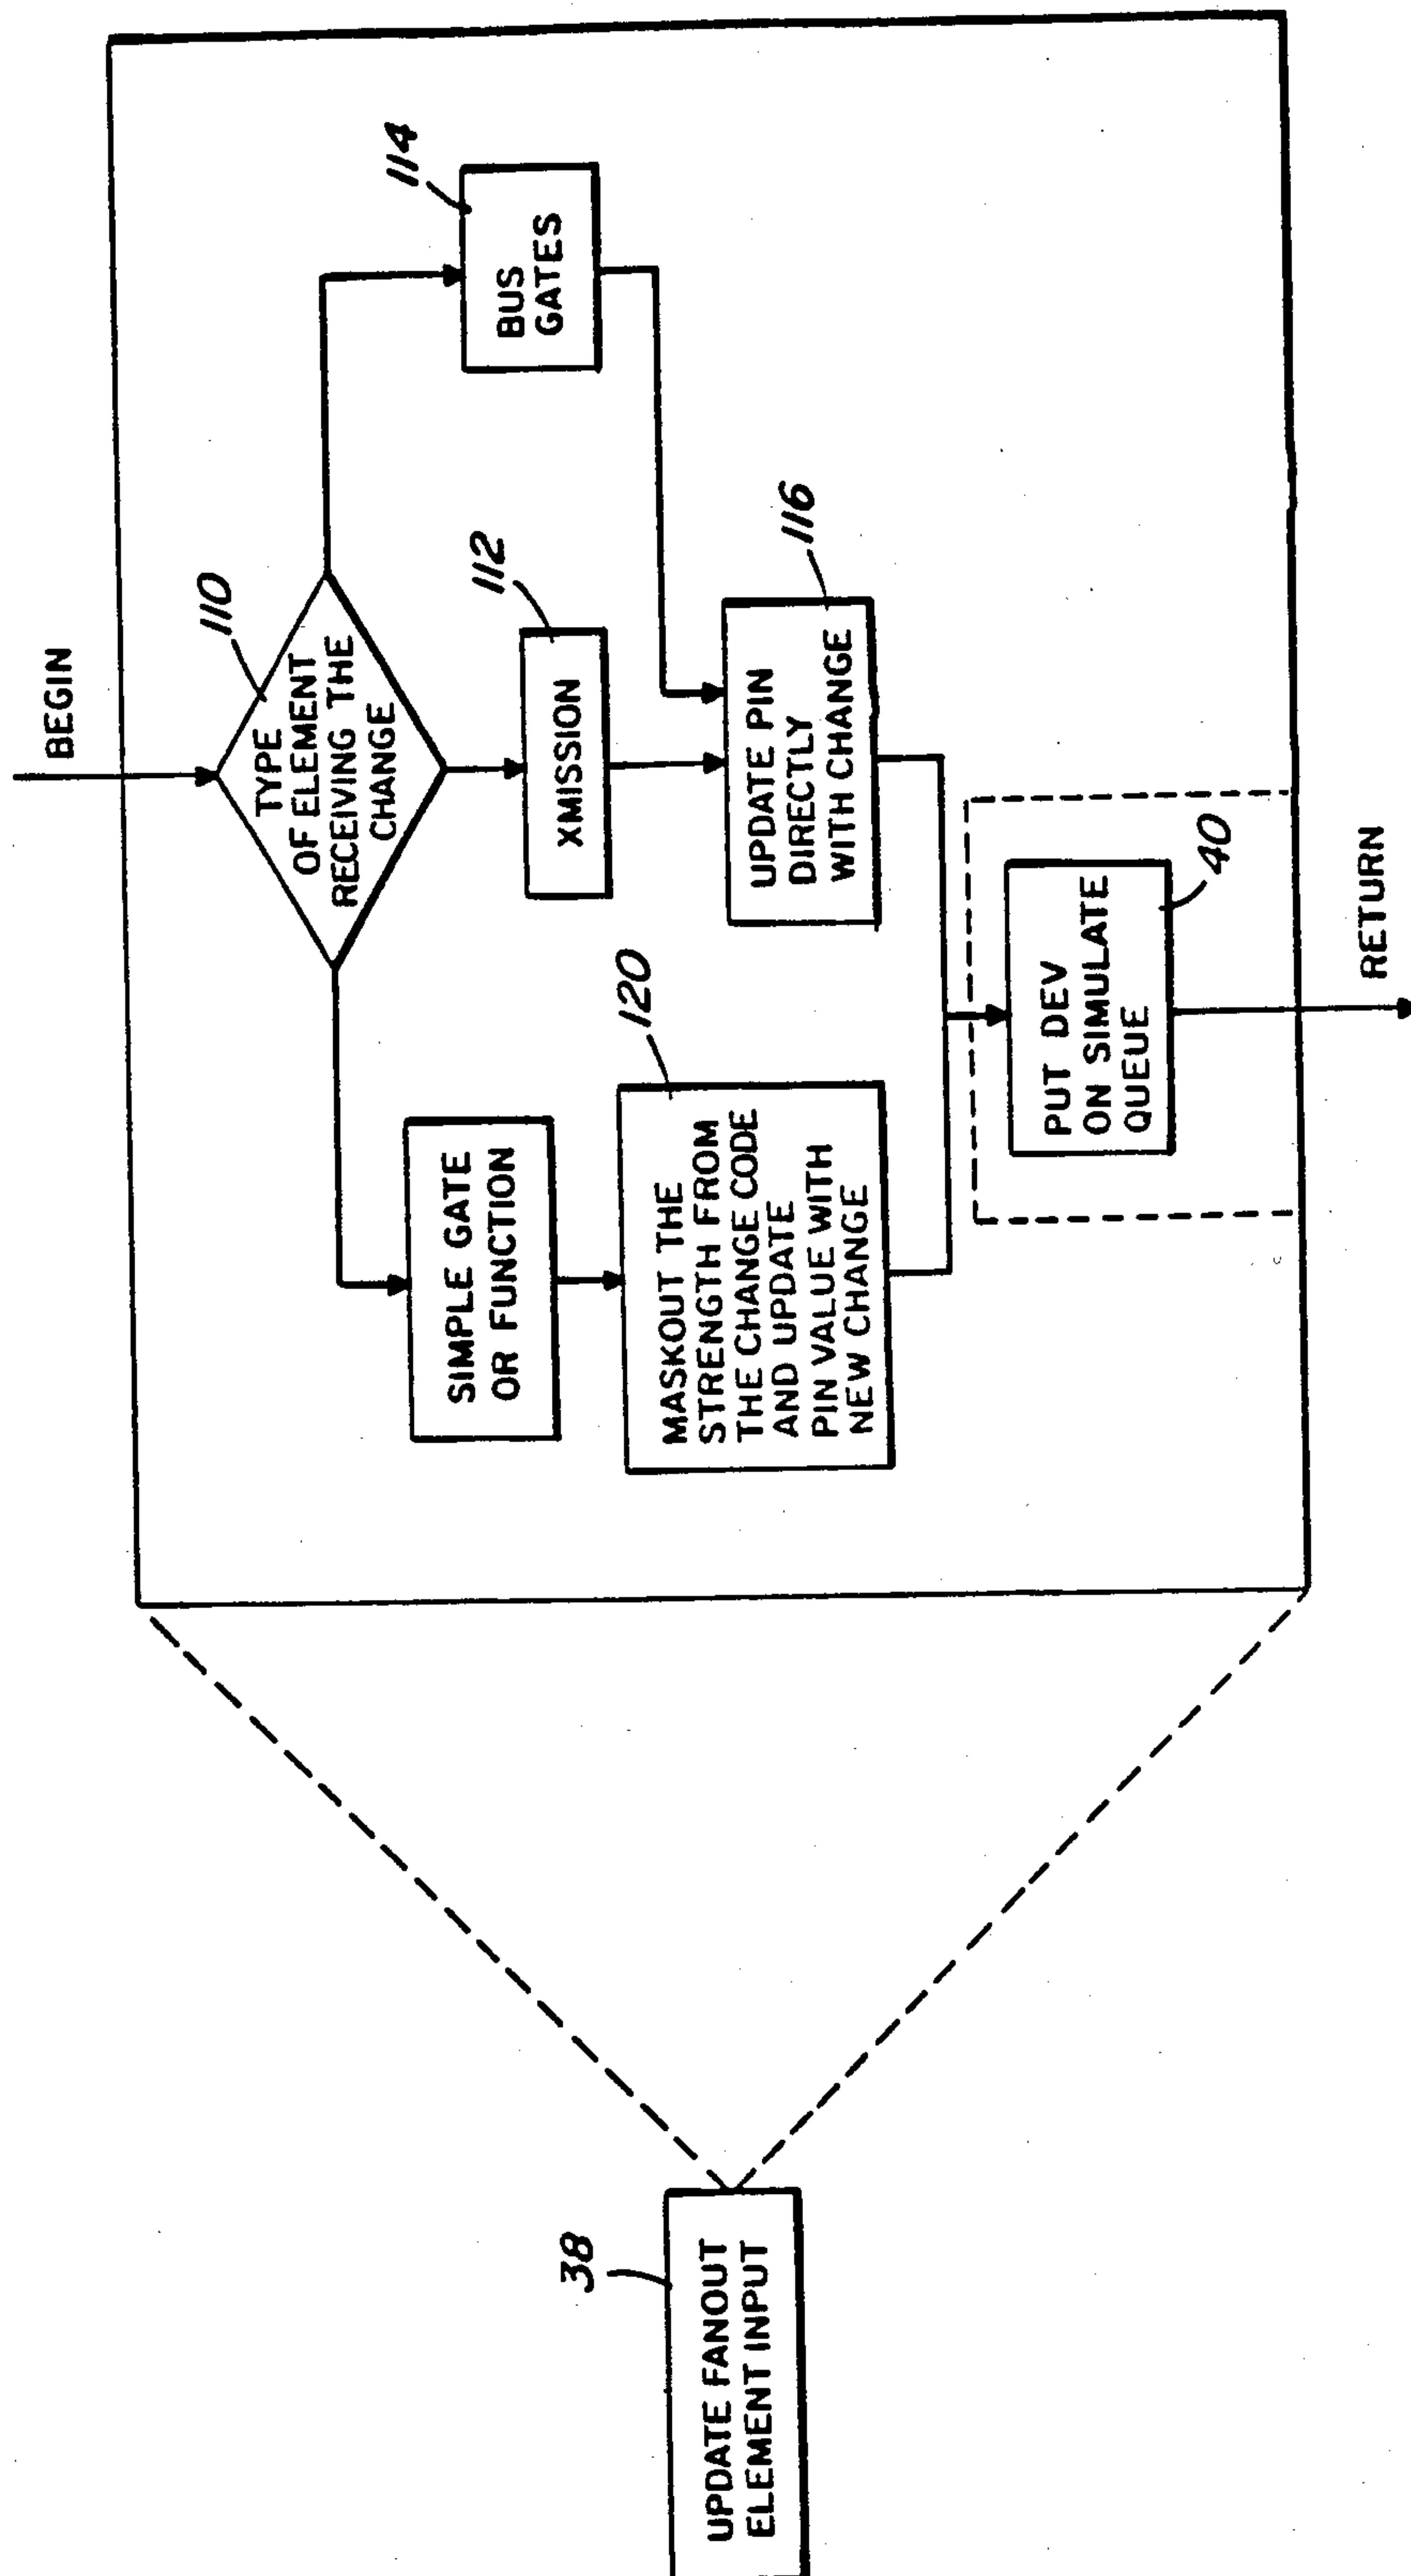 38
UPDATE FANOUT
ELEMENT INPUT
BEGIN
110
TYPE
OF ELEMENT
RECEIVING THE
CHANGE
SIMPLE GATE
OR FUNCTION
112
XMISSION
114
BUS
GATES
120
MASKOUT THE
STRENGTH FROM
THE CHANGE CODE
AND UPDATE
PIN VALUE WITH
NEW CHANGE
116
UPDATE PIN
DIRECTLY
WITH CHANGE
PUT DEV
ON SIMULATE
QUEUE
40
RETURN